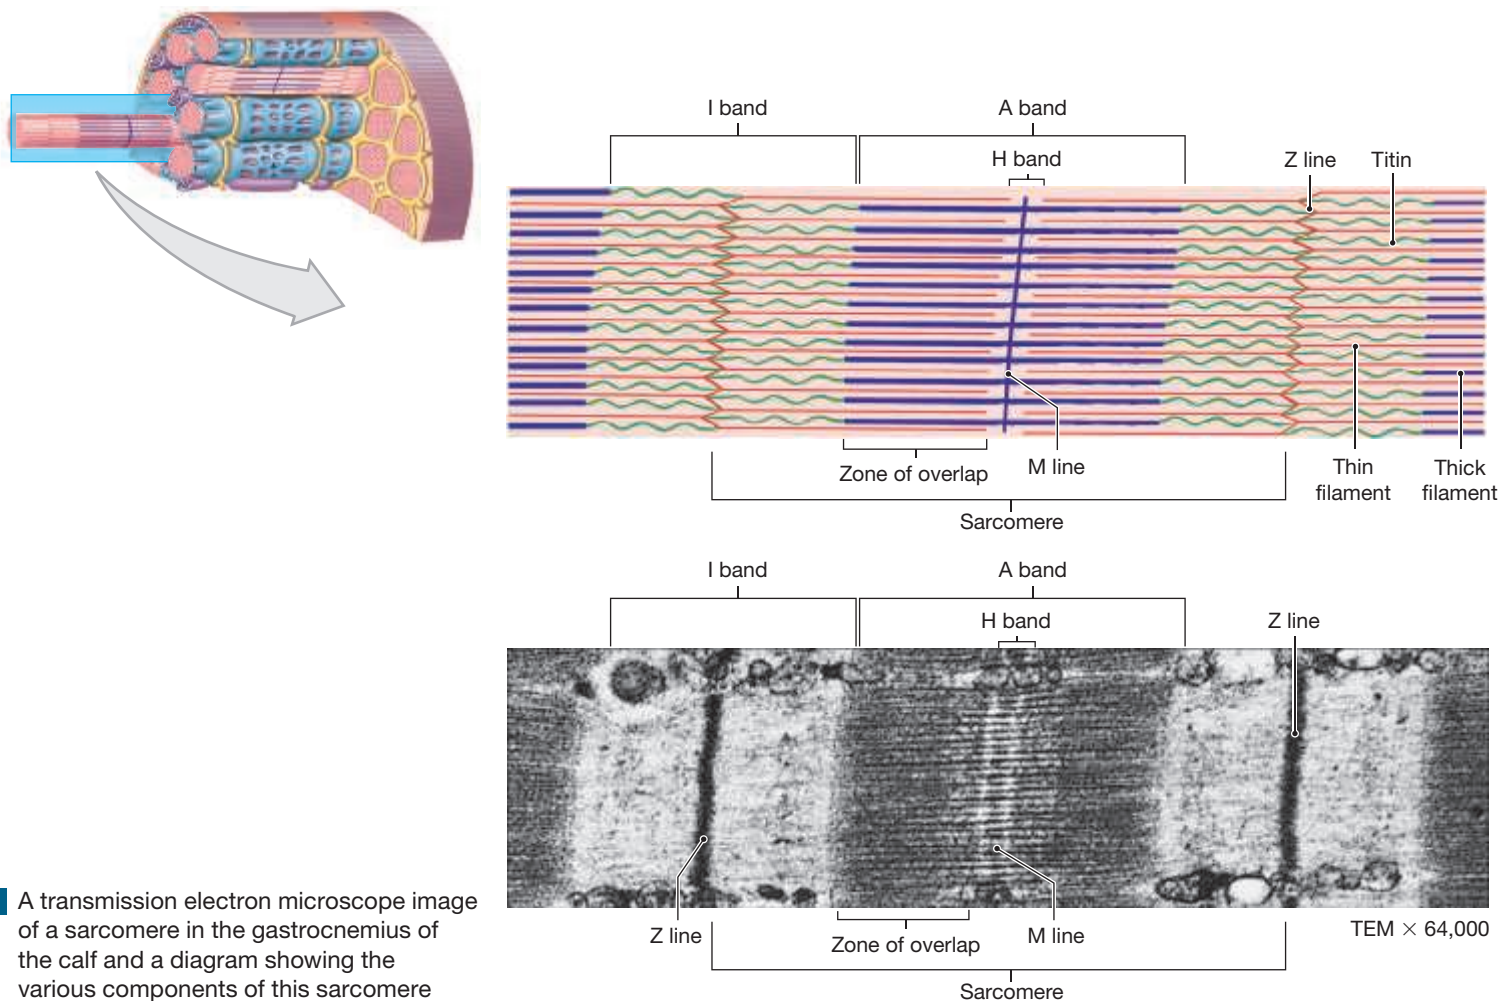 I band
A band
H band
Z line
Titin
Zone of overlap
M line
Thin
filament
Thick
filament
Sarcomere
I band
A band
H band
Z line
Z line
Zone of overlap
M line
TEM × 64,000
Sarcomere
A transmission electron microscope image
of a sarcomere in the gastrocnemius of
the calf and a diagram showing the
various components of this sarcomere